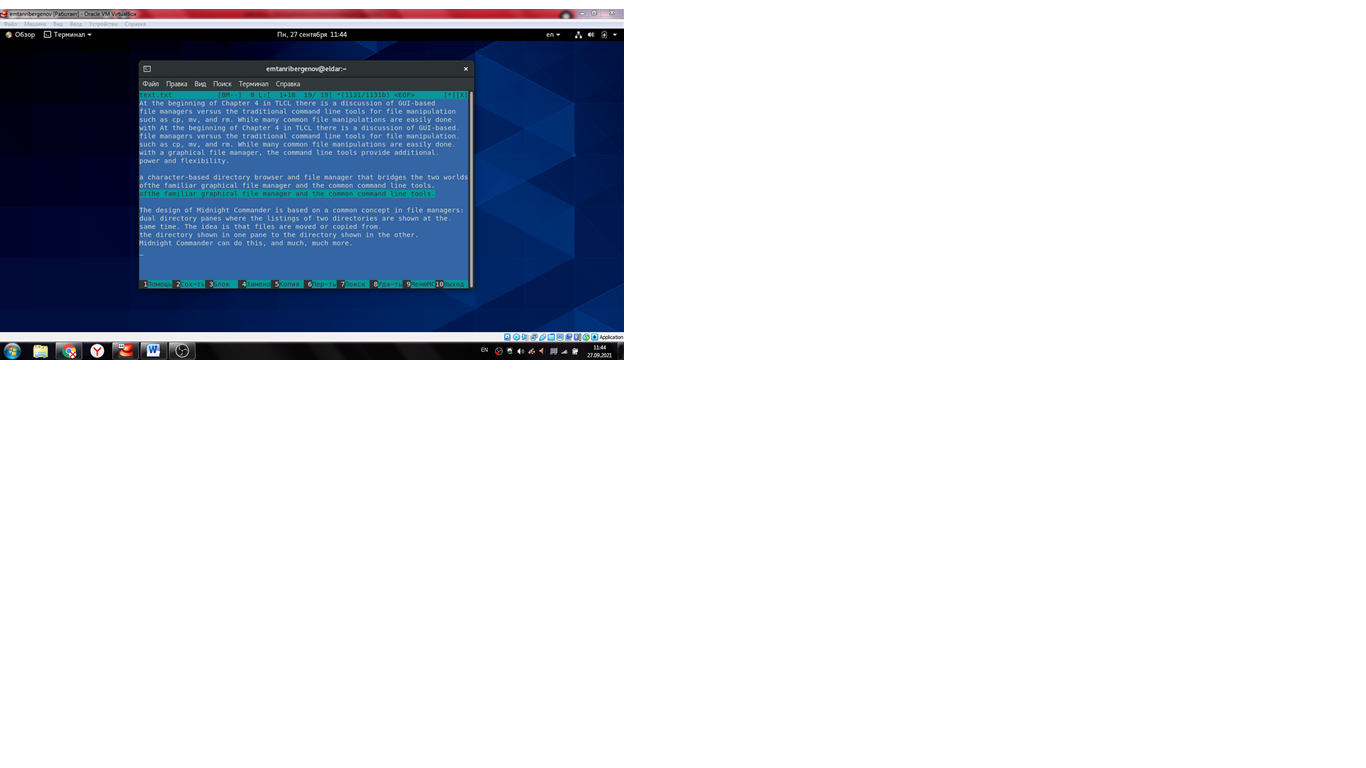 emtanribergenov [Работает] - Oracle VM VirtualBox
Файл Машина Вид Ввод Устройства Справка
Обзор Терминал Пн, 27 сентября 11:44 en
emtanribergenov@eldar:~
Файл Правка Вид Поиск Терминал Справка
text.txt [BM--] 0 L:[ 1+18 19/ 19] *(1131/1131b) <EOF> [*][X]
At the beginning of Chapter 4 in TLCL there is a discussion of GUI-based
file managers versus the traditional command line tools for file manipulation
such as cp, mv, and rm. While many common file manipulations are easily done.
with At the beginning of Chapter 4 in TLCL there is a discussion of GUI-based.
file managers versus the traditional command line tools for file manipulation.
such as cp, mv, and rm. While many common file manipulations are easily done.
with a graphical file manager, the command line tools provide additional.
power and flexibility.
a character-based directory browser and file manager that bridges the two worlds
ofthe familiar graphical file manager and the common command line tools.
ofthe familiar graphical file manager and the common command line tools.
The design of Midnight Commander is based on a common concept in file managers:
dual directory panes where the listings of two directories are shown at the.
same time. The idea is that files are moved or copied from.
the directory shown in one pane to the directory shown in the other.
Midnight Commander can do this, and much, much more.
1Помощь 2Сох~ть 3Блок 4Замена 5Копия 6Пер~ть 7Поиск 8Уда~ть 9МенюMC 10Выход
Application
EN 11:44
27.09.2021